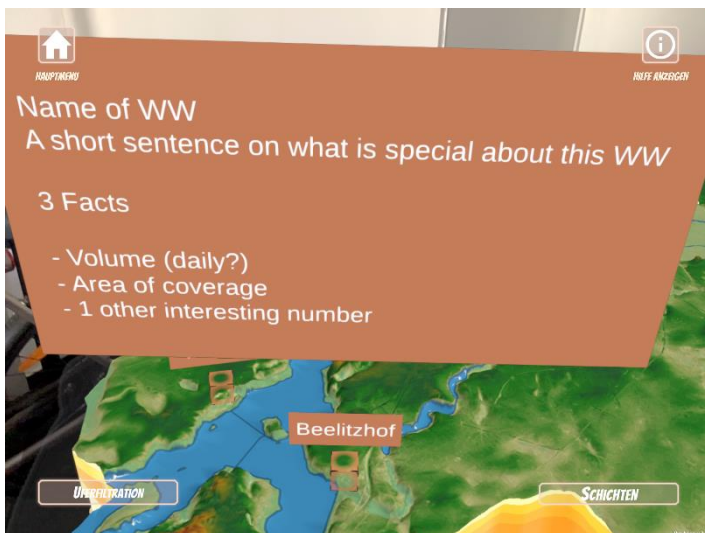 HAUPTMENÜ
HILFE ANZEIGEN
Name of WW
A short sentence on what is special about this WW
3 Facts
- Volume (daily?)
- Area of coverage
- 1 other interesting number
Beelitzhof
UFERFILTRATION
SCHICHTEN